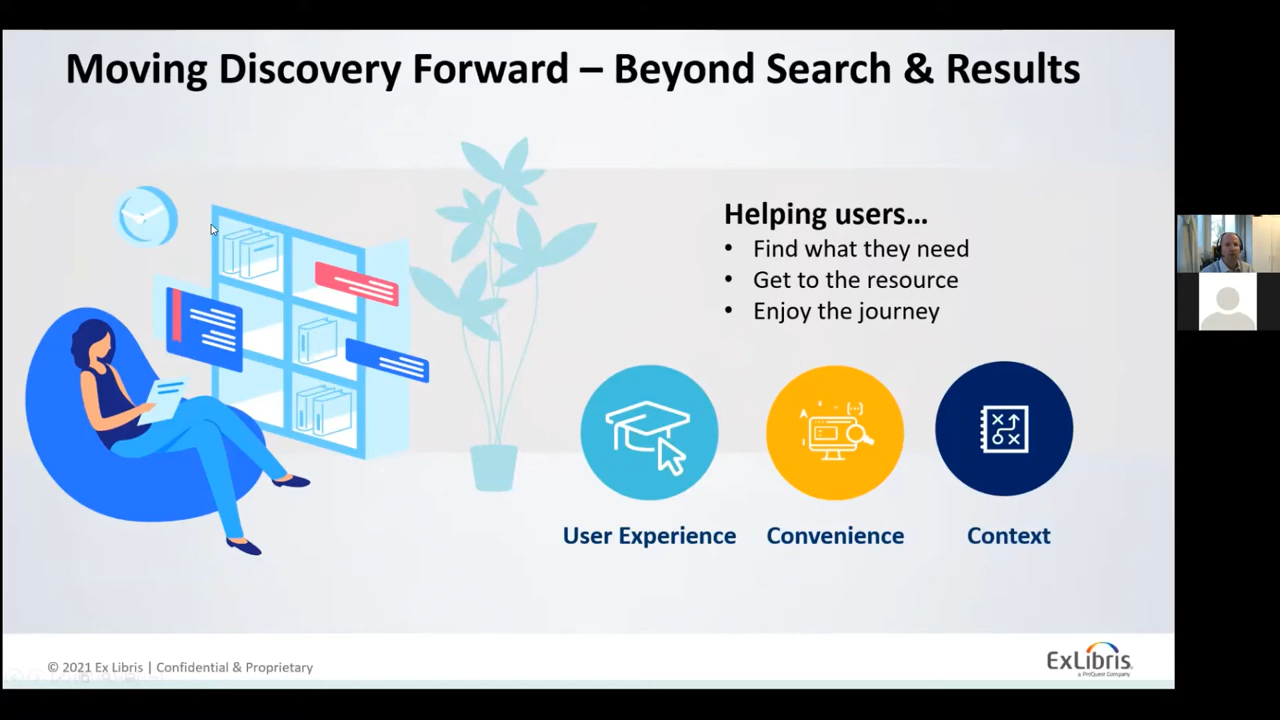 Moving Discovery Forward – Beyond Search & Results
Helping users...
• Find what they need
• Get to the resource
• Enjoy the journey
User Experience
Convenience
Context
© 2021 Ex Libris | Confidential & Proprietary
ExLibris
a ProQuest Company